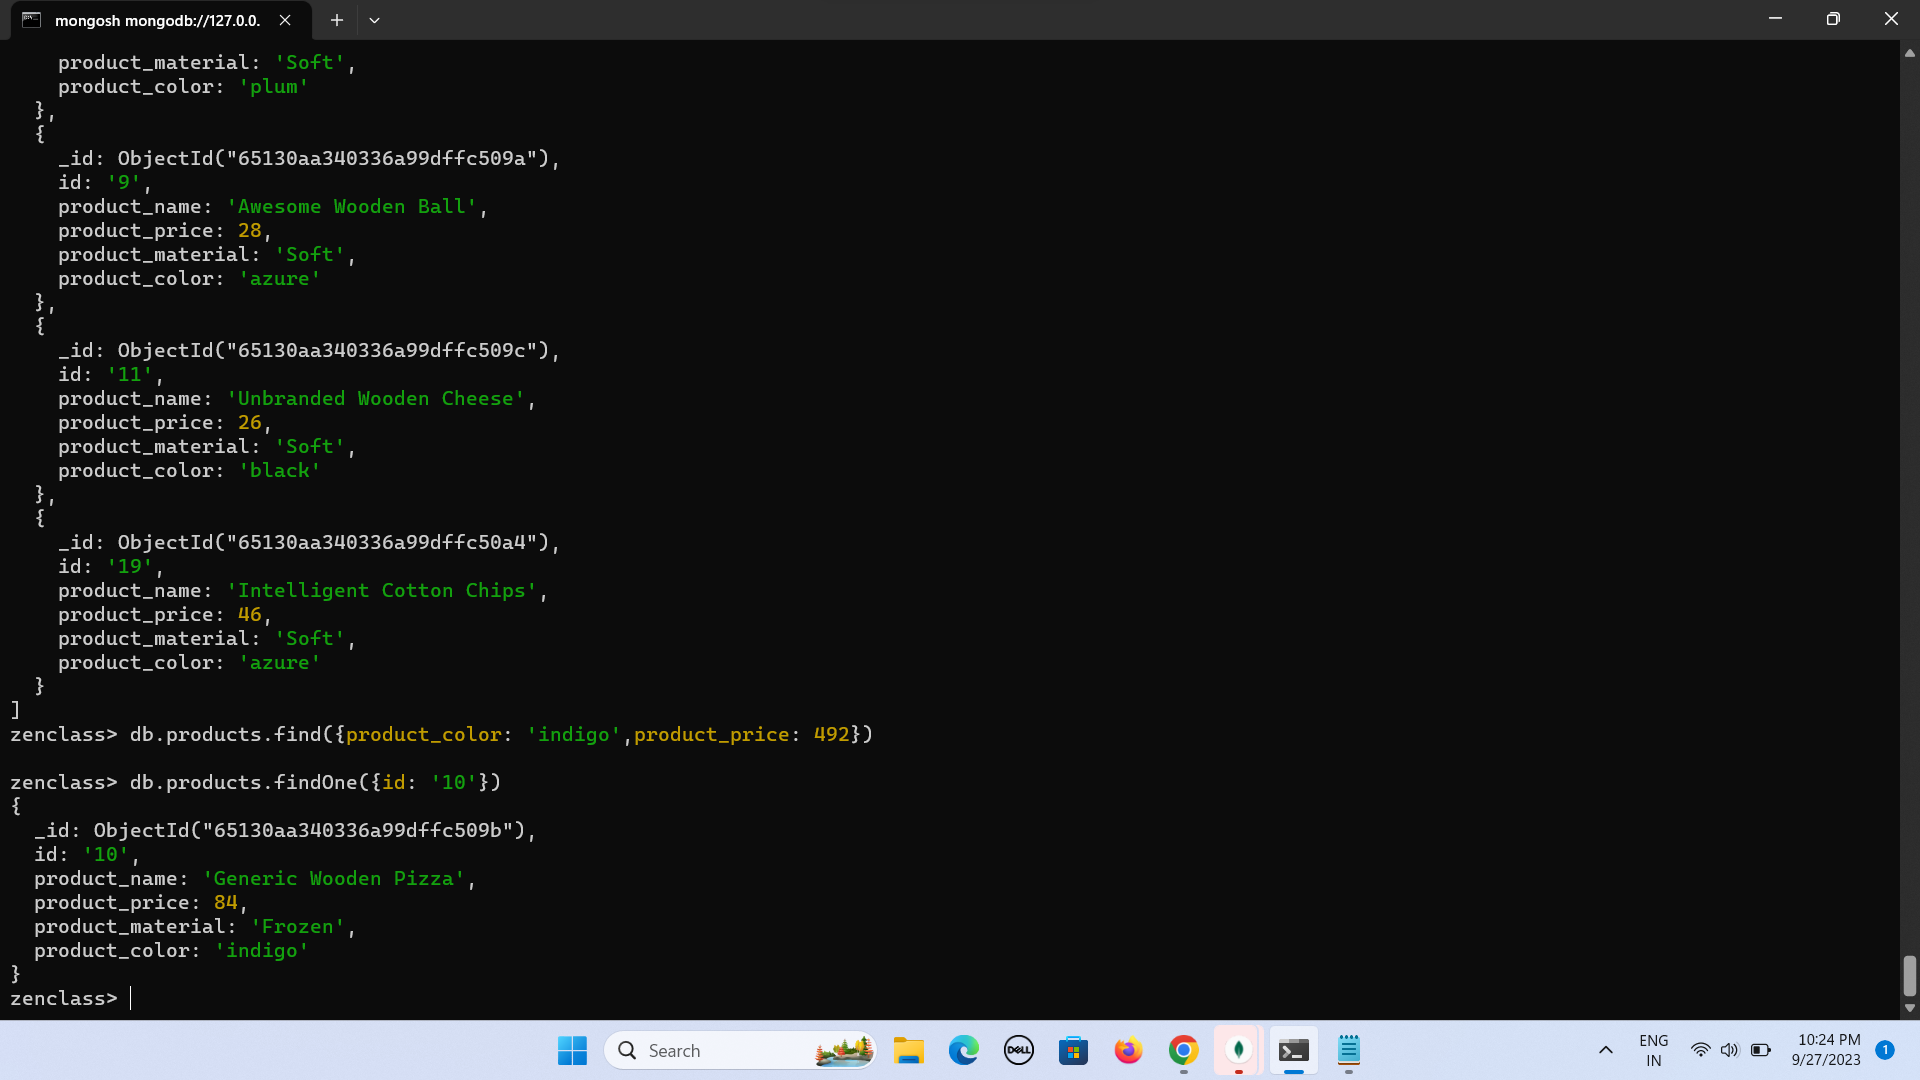 mongosh mongodb://127.0.0.
    product_material: 'Soft',
    product_color: 'plum'
  },
  {
    _id: ObjectId("65130aa340336a99dffc509a"),
    id: '9',
    product_name: 'Awesome Wooden Ball',
    product_price: 28,
    product_material: 'Soft',
    product_color: 'azure'
  },
  {
    _id: ObjectId("65130aa340336a99dffc509c"),
    id: '11',
    product_name: 'Unbranded Wooden Cheese',
    product_price: 26,
    product_material: 'Soft',
    product_color: 'black'
  },
  {
    _id: ObjectId("65130aa340336a99dffc50a4"),
    id: '19',
    product_name: 'Intelligent Cotton Chips',
    product_price: 46,
    product_material: 'Soft',
    product_color: 'azure'
  }
]
zenclass> db.products.find({product_color: 'indigo',product_price: 492})
zenclass> db.products.findOne({id: '10'})
{
  _id: ObjectId("65130aa340336a99dffc509b"),
  id: '10',
  product_name: 'Generic Wooden Pizza',
  product_price: 84,
  product_material: 'Frozen',
  product_color: 'indigo'
}
zenclass>
Search
DELL
ENG
IN
10:24 PM
9/27/2023
1